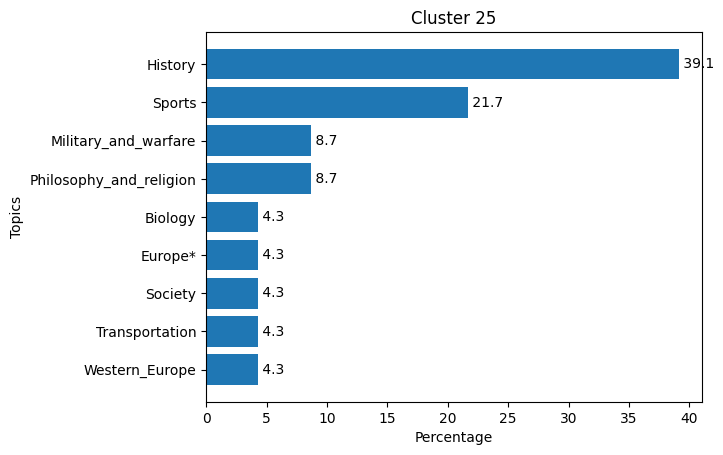 Cluster 25
History 39.1
Sports 21.7
Military_and_warfare 8.7
Philosophy_and_religion 8.7
Biology 4.3
Europe* 4.3
Society 4.3
Transportation 4.3
Western_Europe 4.3
Topics
0 5 10 15 20 25 30 35 40
Percentage